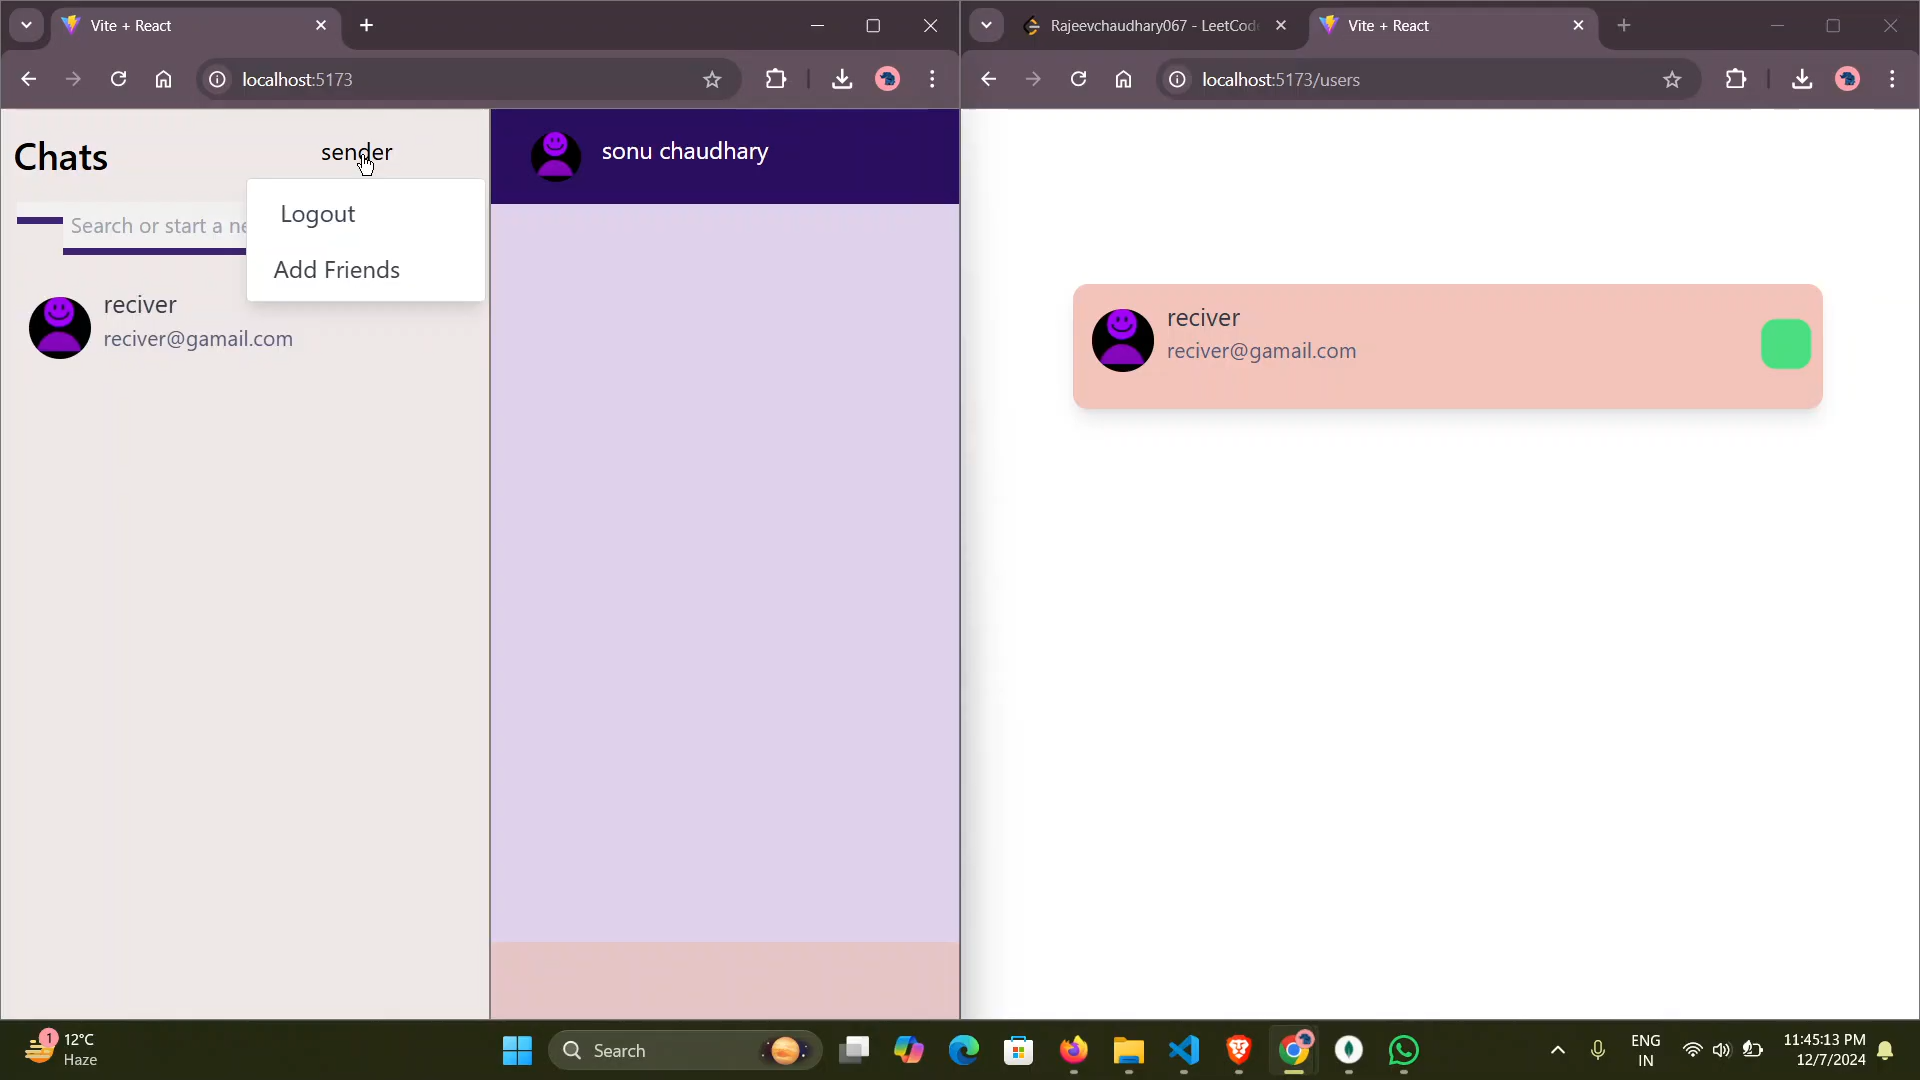 Vite + React
localhost:5173
Chats
sender
Logout
Search or start a ne
Add Friends
reciver
reciver@gamail.com
sonu chaudhary
Rajeevchaudhary067 - LeetCod
Vite + React
localhost:5173/users
reciver
reciver@gamail.com
1
12°C
Haze
Search
ENG
IN
11:45:13 PM
12/7/2024